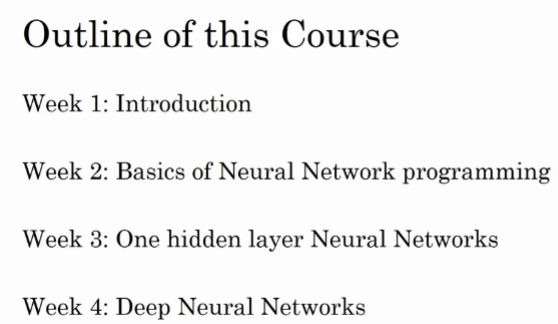 Outline of this Course
Week 1: Introduction
Week 2: Basics of Neural Network programming
Week 3: One hidden layer Neural Networks
Week 4: Deep Neural Networks